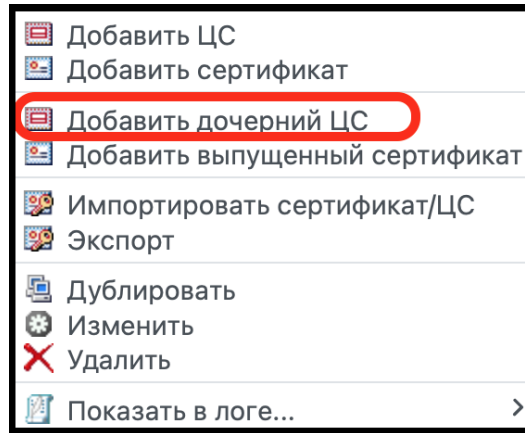 Добавить ЦС
Добавить сертификат
Добавить дочерний ЦС
Добавить выпущенный сертификат
Импортировать сертификат/ЦС
Экспорт
Дублировать
Изменить
Удалить
Показать в логе...